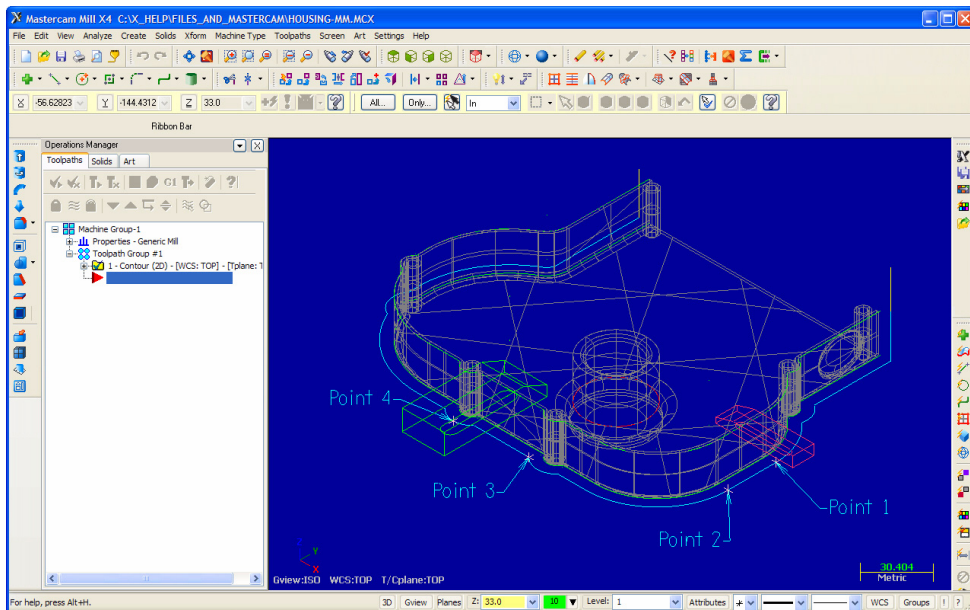 Mastercam Mill X4 C:\X_HELP\FILES_AND_MASTERCAM\HOUSING-MM.MCX
File Edit View Analyze Create Solids Xform Machine Type Toolpaths Screen Art Settings Help
G1
X -56.62823 Y -144.4312 Z 33.0 All... Only... In
Ribbon Bar
Operations Manager
Toolpaths Solids Art
G1
Machine Group-1
Properties - Generic Mill
Toolpath Group #1
1 - Contour (2D) - [WCS: TOP] - [Tplane: T
Point 4
Point 3
Point 1
Point 2
Z
Y
X
Gview:ISO WCS:TOP T/Cplane:TOP
30.404
Metric
For help, press Alt+H.
3D Gview Planes Z: 33.0 10 Level: 1 Attributes WCS Groups ! ?